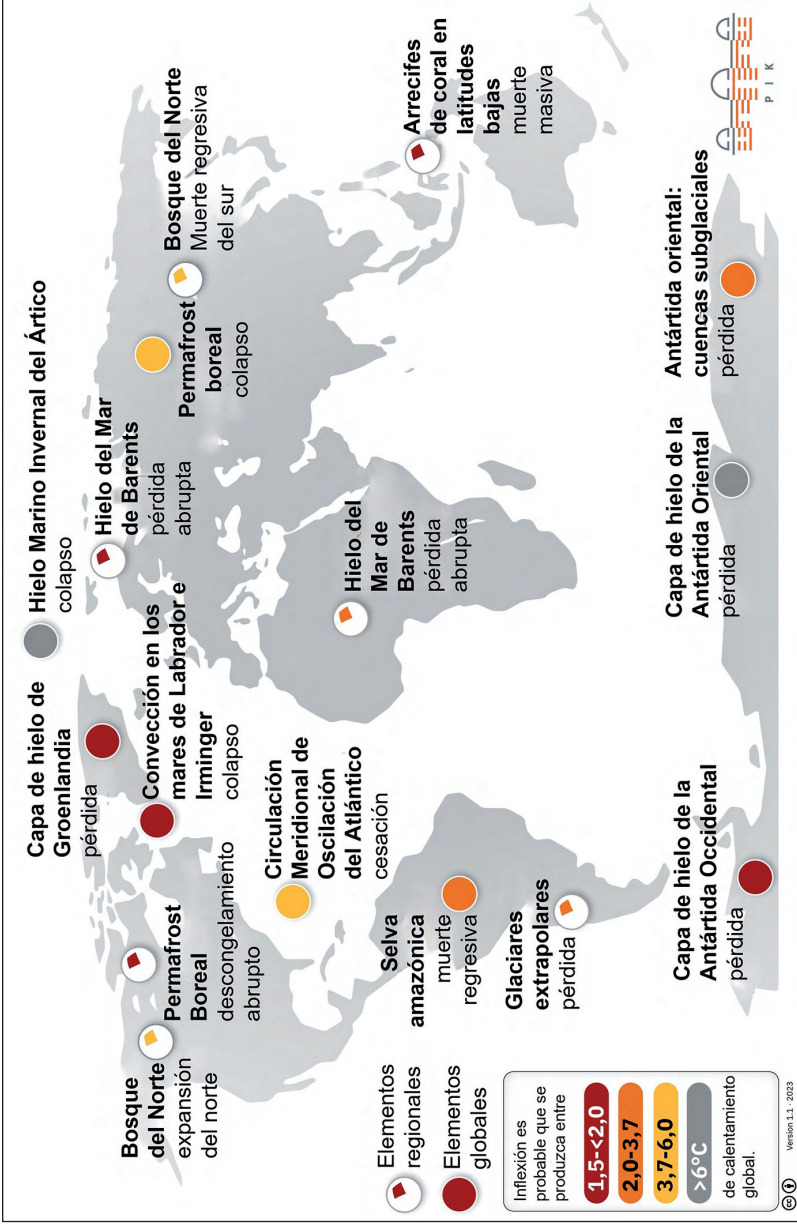 Hielo Marino Invernal del Ártico
colapso
Capa de hielo de
Groenlandia
pérdida
Hielo del Mar
de Barents
pérdida
abrupta
Bosque del Norte
Muerte regresiva
del sur
Permafrost
boreal
colapso
Convección en los
mares de Labrador e
Irminger
colapso
Bosque
del Norte
expansión
del norte
Permafrost
Boreal
descongelamiento
abrupto
Circulación
Meridional de
Oscilación
del Atlántico
cesación
Hielo del
Mar de
Barents
pérdida
abrupta
Arrecifes
de coral en
latitudes
bajas
muerte
masiva
Selva
amazónica
muerte
regresiva
Glaciares
extrapolares
pérdida
Capa de hielo de la
Antártida Occidental
pérdida
Capa de hielo de la
Antártida Oriental
pérdida
Antártida oriental:
cuencas subglaciales
pérdida
Elementos
regionales
Elementos
globales
Inflexión es
probable que se
produzca entre
1,5-<2,0
2,0-3,7
3,7-6,0
>6°C
de calentamiento
global.
cc
Version 1.1 · 2023
PIK